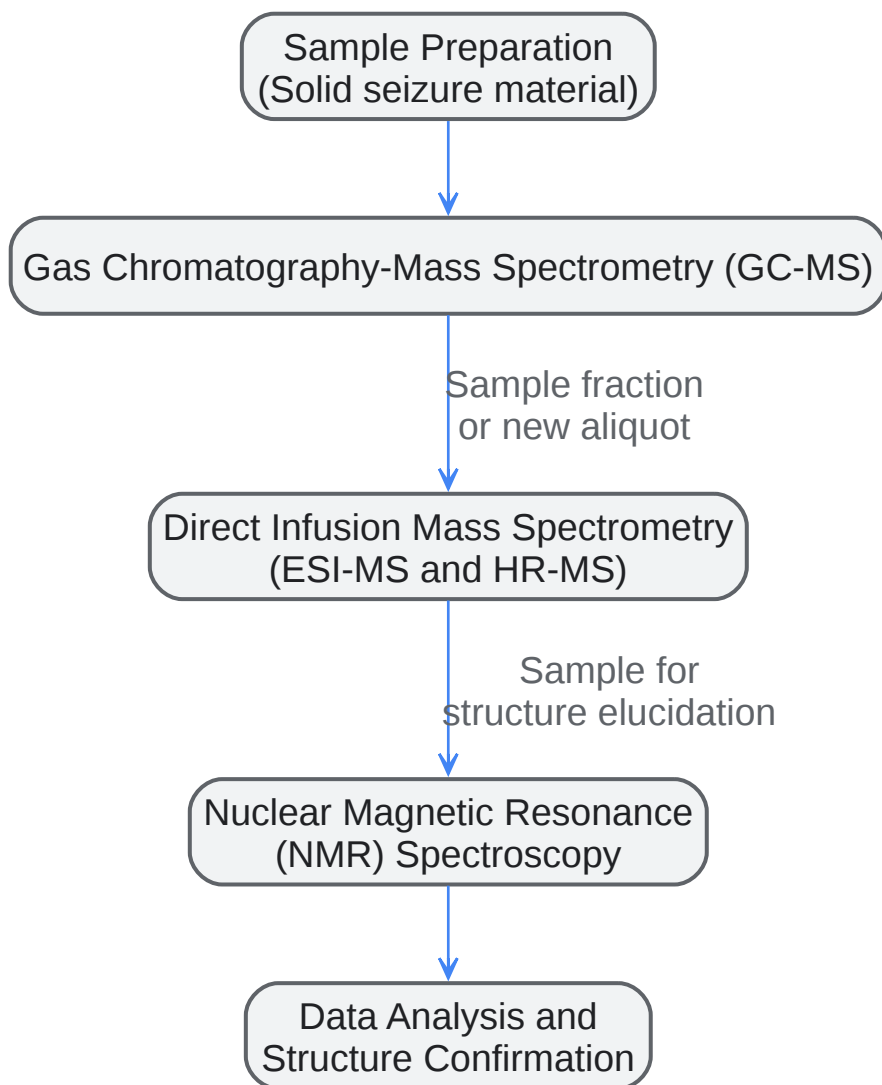 Sample Preparation
(Solid seizure material)
Gas Chromatography-Mass Spectrometry (GC-MS)
Sample fraction
or new aliquot
Direct Infusion Mass Spectrometry
(ESI-MS and HR-MS)
Sample for
structure elucidation
Nuclear Magnetic Resonance
(NMR) Spectroscopy
Data Analysis and
Structure Confirmation